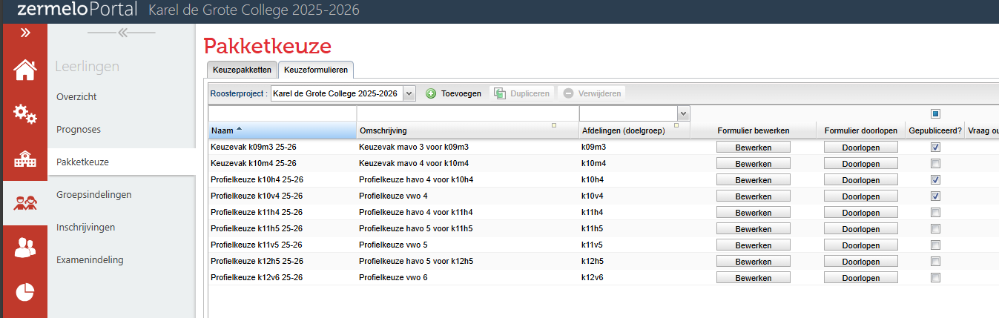 zermeloPortal Karel de Grote College 2025-2026
Leerlingen
Overzicht
Prognoses
Pakketkeuze
Groepsindelingen
Inschrijvingen
Examenindeling
Pakketkeuze
Keuzepakketten Keuzeformulieren
Roosterproject : Karel de Grote College 2025-2026 Toevoegen Dupliceren Verwijderen
Naam Omschrijving Afdelingen (doelgroep) Formulier bewerken Formulier doorlopen Gepubliceerd? Vraag ou
Keuzevak k09m3 25-26 Keuzevak mavo 3 voor k09m3 k09m3 Bewerken Doorlopen
Keuzevak k10m4 25-26 Keuzevak mavo 4 voor k10m4 k10m4 Bewerken Doorlopen
Profielkeuze k10h4 25-26 Profielkeuze havo 4 voor k10h4 k10h4 Bewerken Doorlopen
Profielkeuze k10v4 25-26 Profielkeuze vwo 4 k10v4 Bewerken Doorlopen
Profielkeuze k11h4 25-26 Profielkeuze havo 4 voor k11h4 k11h4 Bewerken Doorlopen
Profielkeuze k11h5 25-26 Profielkeuze havo 5 voor k11h5 k11h5 Bewerken Doorlopen
Profielkeuze k11v5 25-26 Profielkeuze vwo 5 k11v5 Bewerken Doorlopen
Profielkeuze k12h5 25-26 Profielkeuze havo 5 voor k12h5 k12h5 Bewerken Doorlopen
Profielkeuze k12v6 25-26 Profielkeuze vwo 6 k12v6 Bewerken Doorlopen